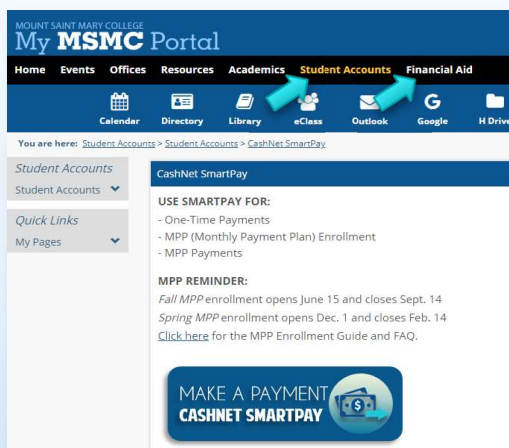 MOUNT SAINT MARY COLLEGE
My MSMC Portal
Home Events Offices Resources Academics Student Accounts Financial Aid
Calendar Directory Library eClass Outlook Google H Drive
You are here: Student Accounts > Student Accounts > CashNet SmartPay
Student Accounts
Student Accounts
Quick Links
My Pages
CashNet SmartPay
USE SMARTPAY FOR:
- One-Time Payments
- MPP (Monthly Payment Plan) Enrollment
- MPP Payments
MPP REMINDER:
Fall MPP enrollment opens June 15 and closes Sept. 14
Spring MPP enrollment opens Dec. 1 and closes Feb. 14
Click here for the MPP Enrollment Guide and FAQ.
MAKE A PAYMENT
CASHNET SMARTPAY